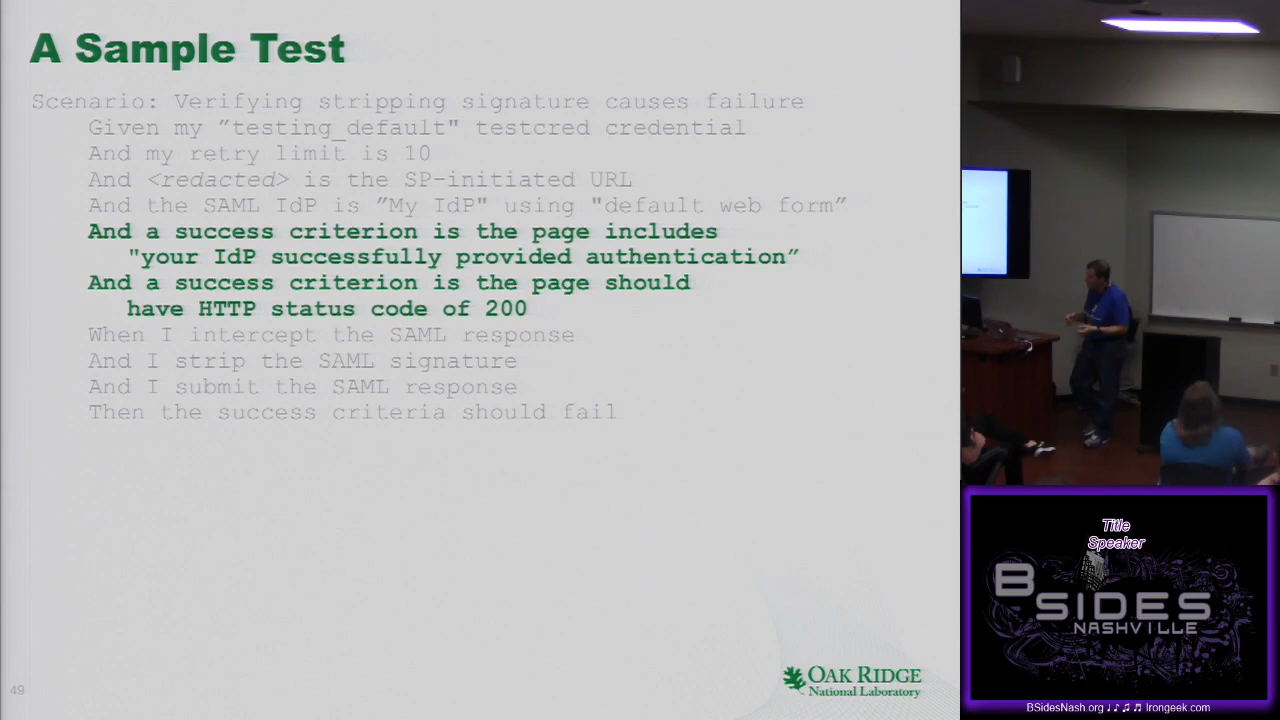 A Sample Test
Scenario: Verifying stripping signature causes failure
Given my ”testing_default" testcred credential
And my retry limit is 10
And <redacted> is the SP-initiated URL
And the SAML IdP is ”My IdP" using "default web form”
And a success criterion is the page includes
"your IdP successfully provided authentication”
And a success criterion is the page should
have HTTP status code of 200
When I intercept the SAML response
And I strip the SAML signature
And I submit the SAML response
Then the success criteria should fail
49
OAK RIDGE
National Laboratory
Title
Speaker
BSIDES
NASHVILLE
BSidesNash.org ♩♪♫♬ Irongeek.com